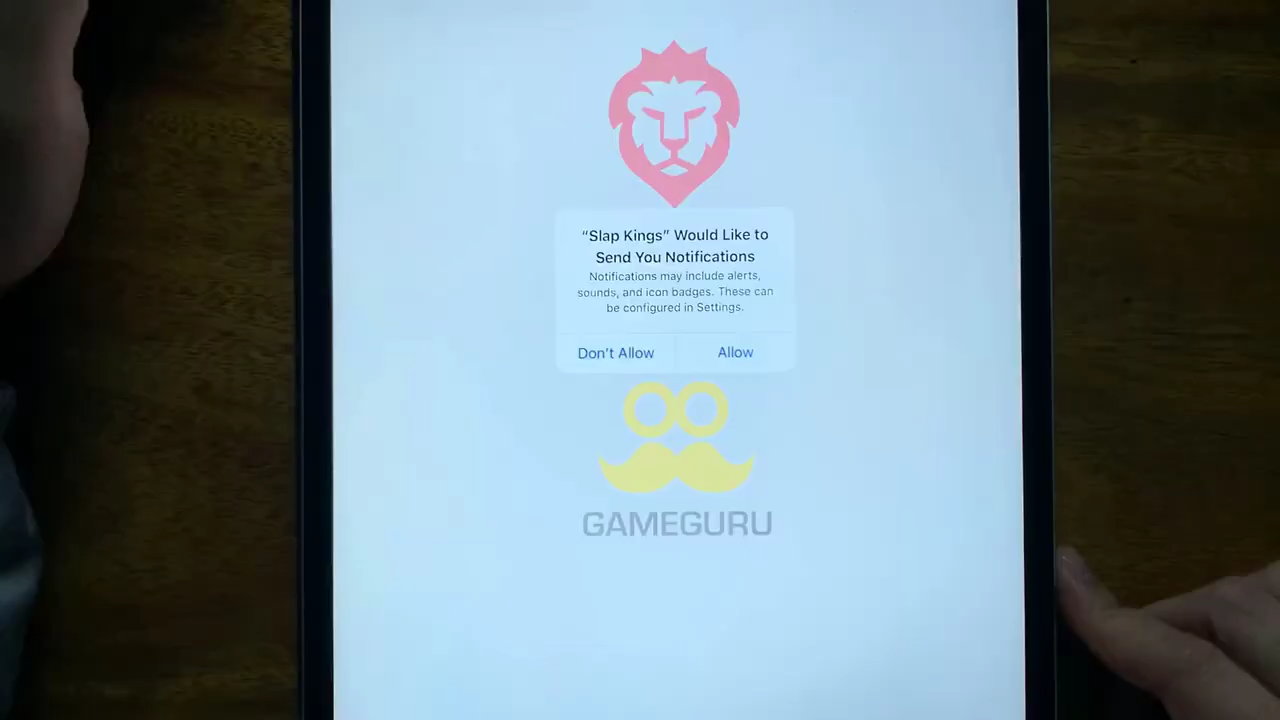 “Slap Kings” Would Like to
Send You Notifications
Notifications may include alerts,
sounds, and icon badges. These can
be configured in Settings.
Don't Allow
Allow
GAMEGURU